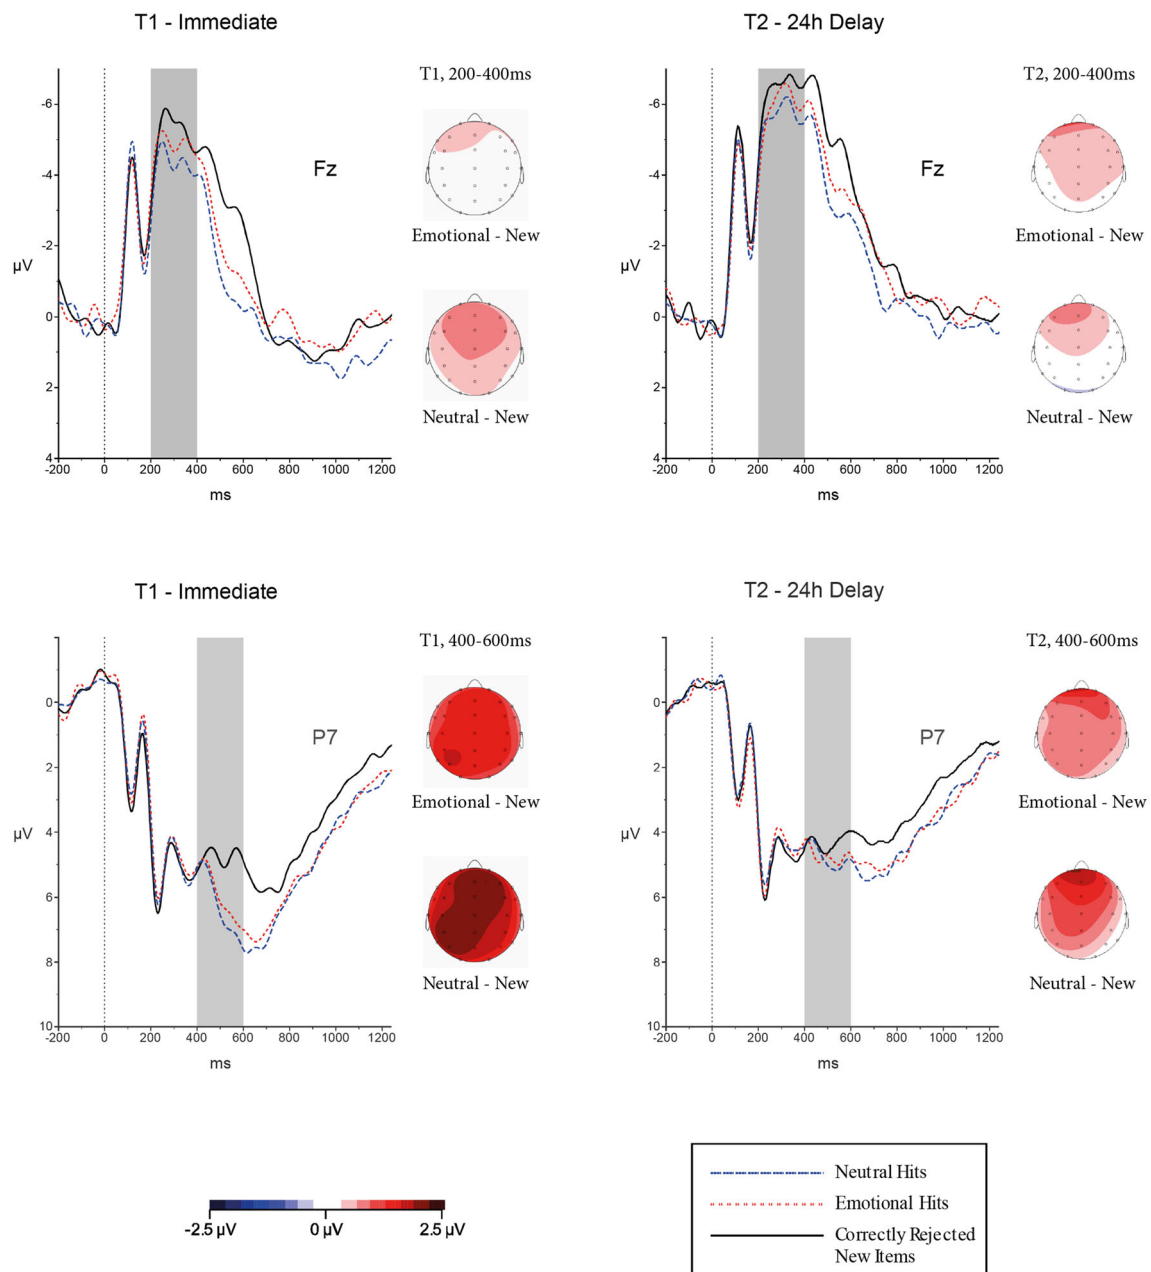 T1 - Immediate
T1, 200-400ms
-6
-4
-2
0
2
4
µV
Fz
Emotional - New
Neutral - New
-200 0 200 400 600 800 1000 1200
ms
T2 - 24h Delay
T2, 200-400ms
-6
-4
-2
0
2
4
µV
Fz
Emotional - New
Neutral - New
-200 0 200 400 600 800 1000 1200
ms
T1 - Immediate
T1, 400-600ms
0
2
4
6
8
10
µV
P7
Emotional - New
Neutral - New
-200 0 200 400 600 800 1000 1200
ms
T2 - 24h Delay
T2, 400-600ms
0
2
4
6
8
10
µV
P7
Emotional - New
Neutral - New
-200 0 200 400 600 800 1000 1200
ms
-2.5 µV 0 µV 2.5 µV
Neutral Hits
Emotional Hits
Correctly Rejected
New Items